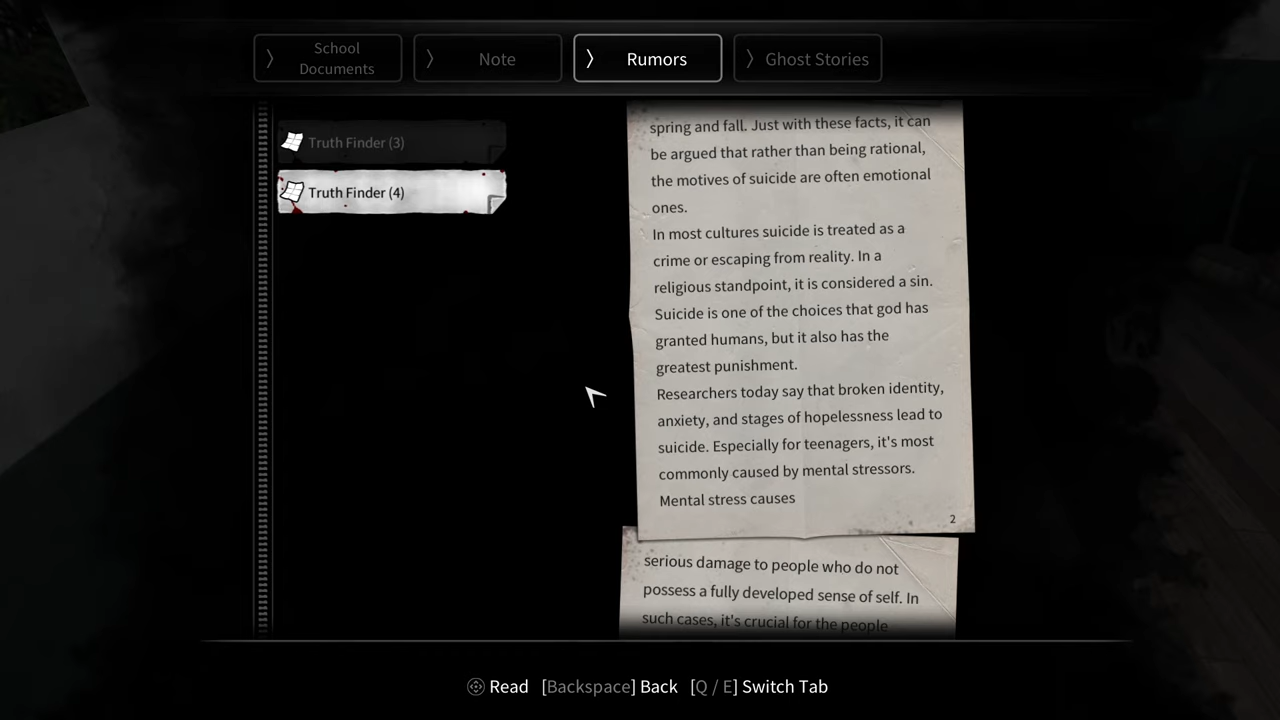 School
Documents
Note
Rumors
Ghost Stories
Truth Finder (3)
Truth Finder (4)
spring and fall. Just with these facts, it can
be argued that rather than being rational,
the motives of suicide are often emotional
ones.
In most cultures suicide is treated as a
crime or escaping from reality. In a
religious standpoint, it is considered a sin.
Suicide is one of the choices that god has
granted humans, but it also has the
greatest punishment.
Researchers today say that broken identity,
anxiety, and stages of hopelessness lead to
suicide. Especially for teenagers, it's most
commonly caused by mental stressors.
Mental stress causes
2
serious damage to people who do not
possess a fully developed sense of self. In
such cases, it's crucial for the people
Read [Backspace] Back [Q / E] Switch Tab